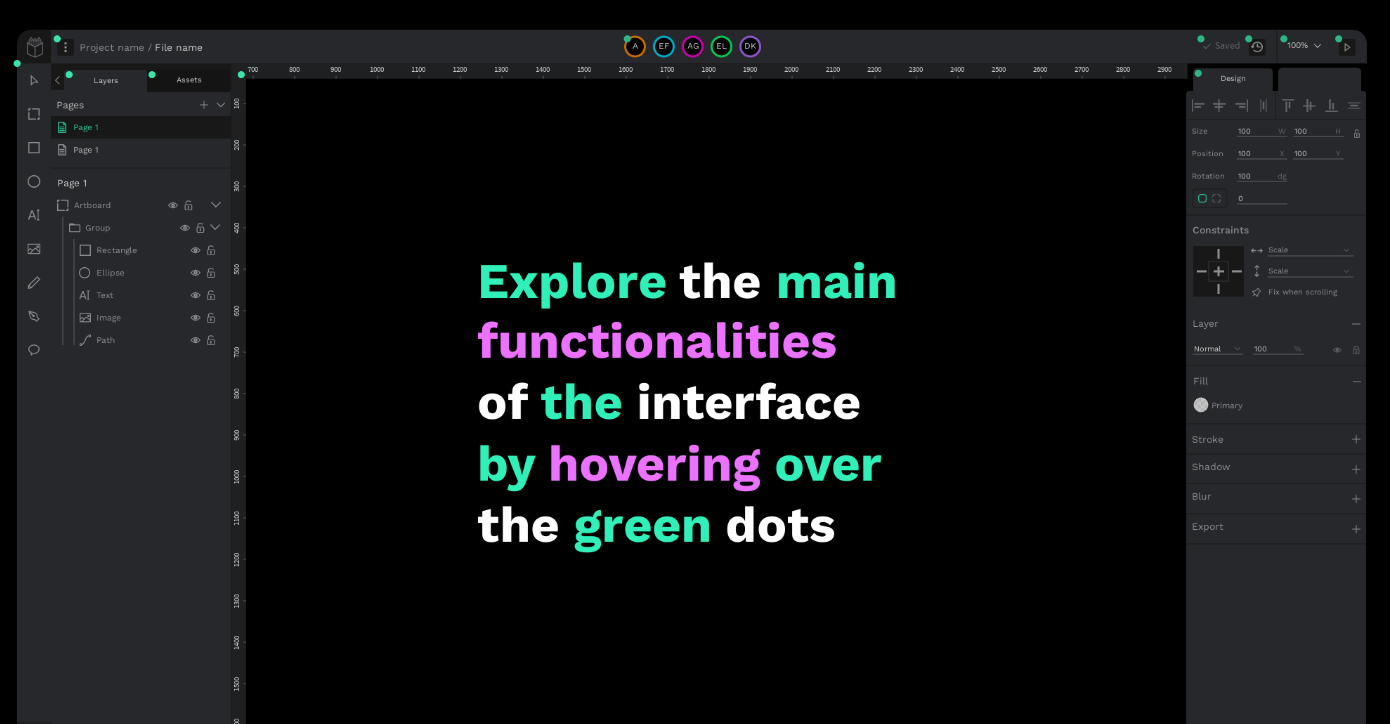 Project name / File name
A EF AG EL DK
Saved 100%
Layers Assets
700 800 900 1000 1100 1200 1300 1400 1500 1600 1700 1800 1900 2000 2100 2200 2300 2400 2500 2600 2700 2800 2900
Design
Pages
Page 1
Page 1
Page 1
Artboard
Group
Rectangle
Ellipse
AI Text
Image
Path
100
200
300
400
500
600
700
800
900
1000
1100
1200
1300
1400
1500
Explore the main
functionalities
of the interface
by hovering over
the green dots
Size 100 W 100 H
Position 100 X 100 Y
Rotation 100 dg
0
Constraints
Scale
Scale
Fix when scrolling
Layer
Normal 100 %
Fill
Primary
Stroke
Shadow
Blur
Export